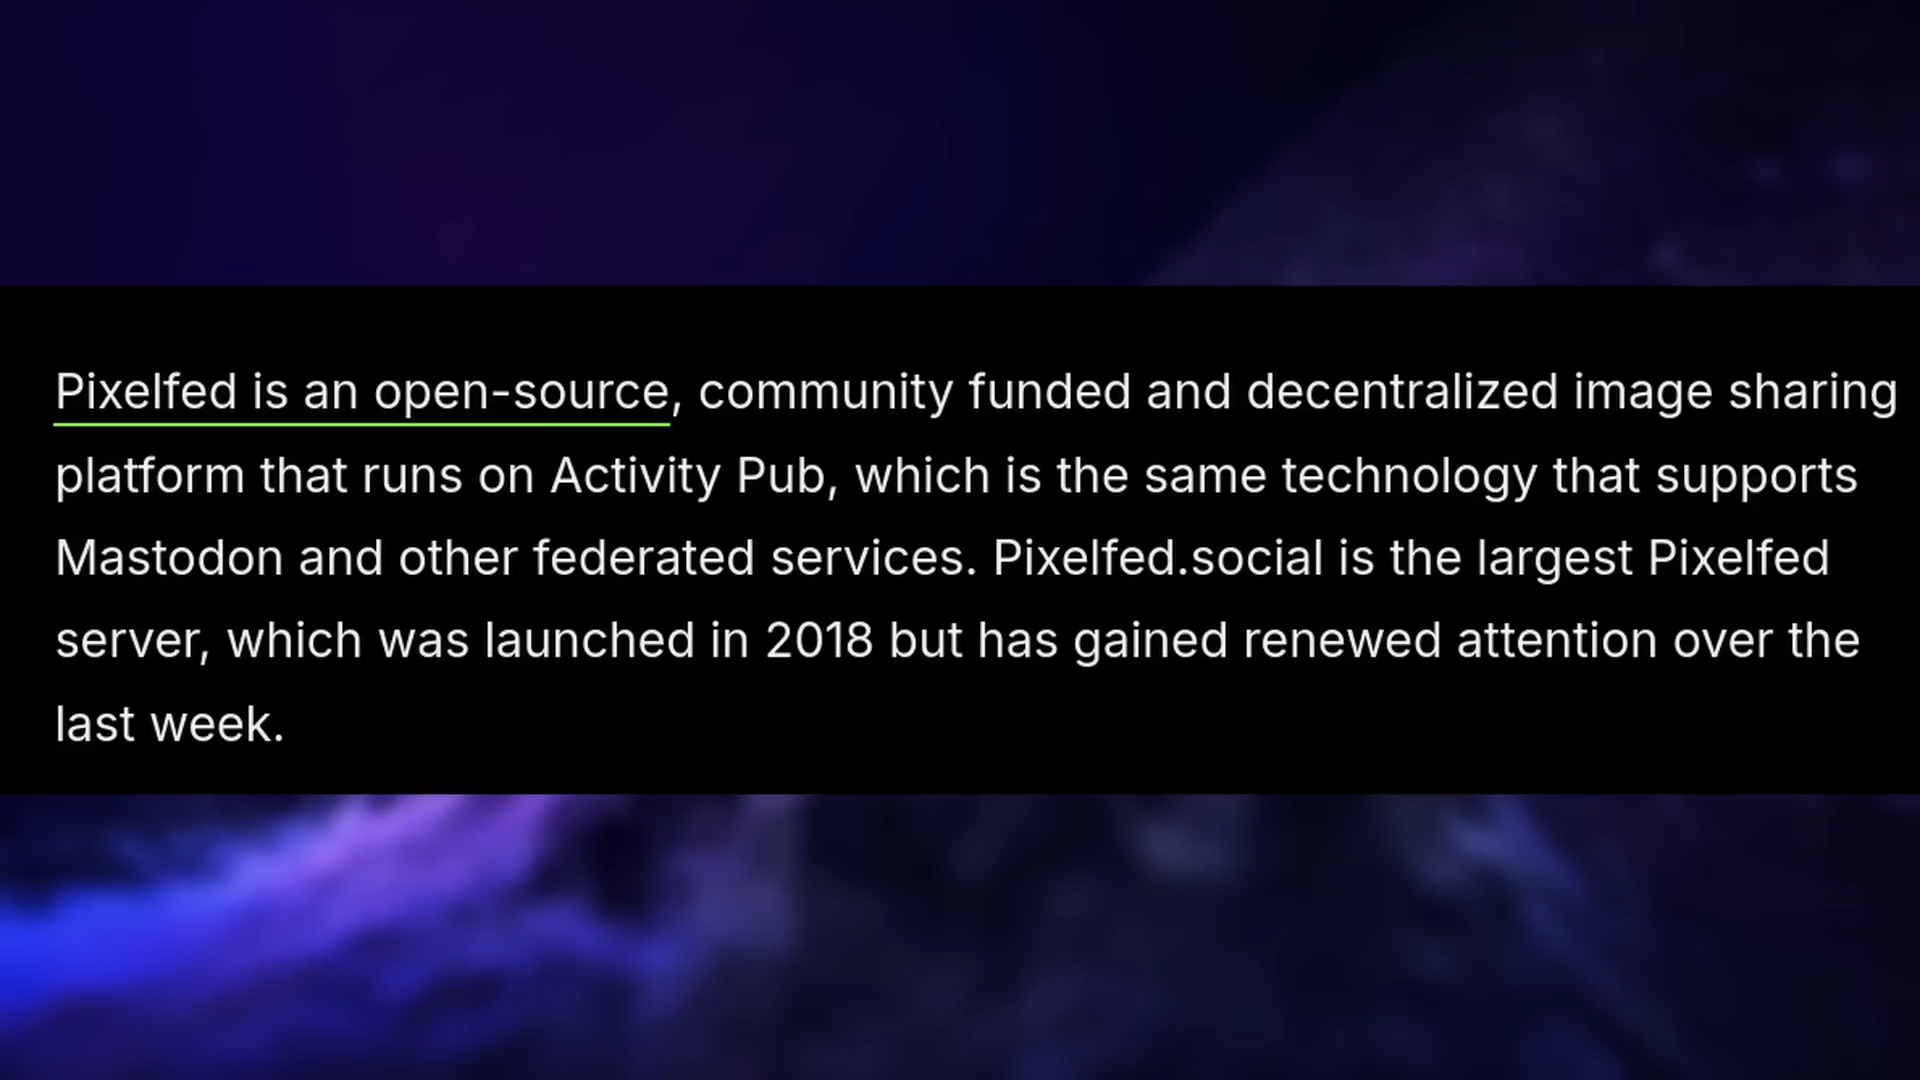 Pixelfed is an open-source, community funded and decentralized image sharing
platform that runs on Activity Pub, which is the same technology that supports
Mastodon and other federated services. Pixelfed.social is the largest Pixelfed
server, which was launched in 2018 but has gained renewed attention over the
last week.